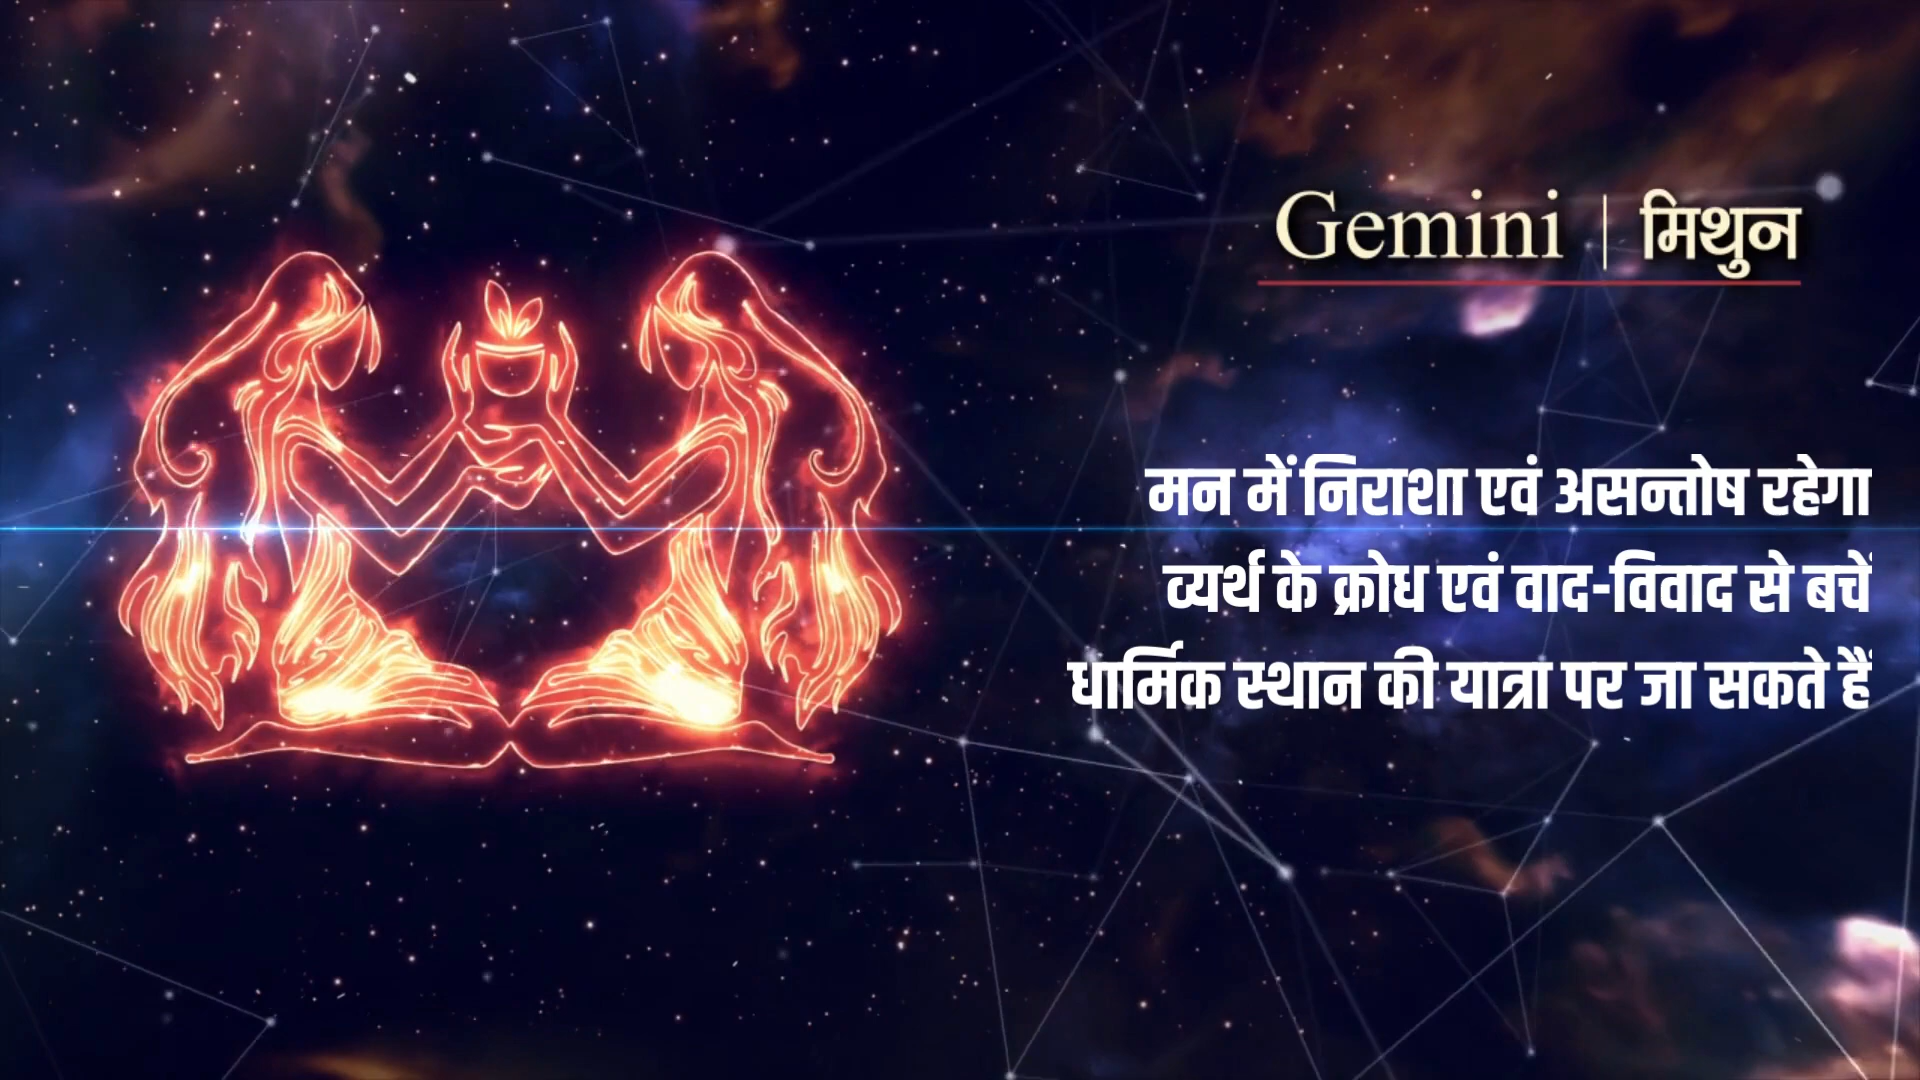 Gemini | मिथुन
मन में निराशा एवं असन्तोष रहेगा
व्यर्थ के क्रोध एवं वाद-विवाद से बचें
धार्मिक स्थान की यात्रा पर जा सकते हैं